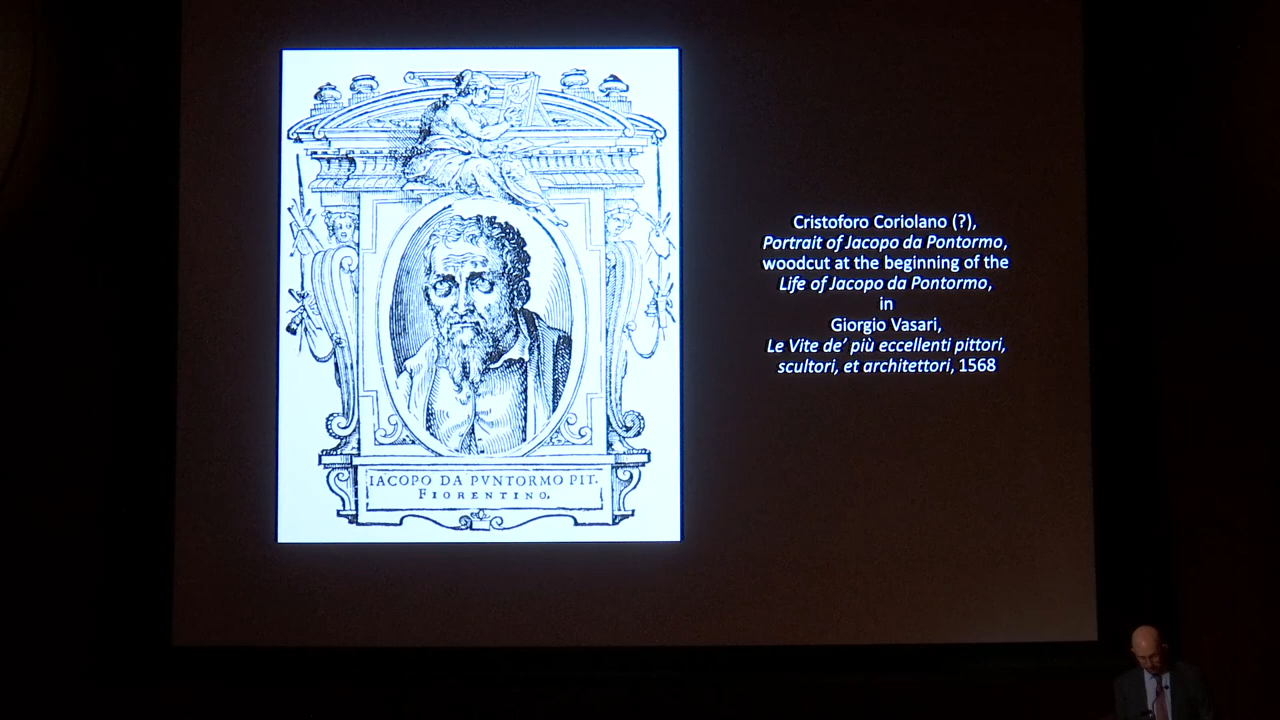 IACOPO DA PVNTORMO PIT.
FIORENTINO.
Cristoforo Coriolano (?),
Portrait of Jacopo da Pontormo,
woodcut at the beginning of the
Life of Jacopo da Pontormo,
in
Giorgio Vasari,
Le Vite de’ più eccellenti pittori,
scultori, et architettori, 1568